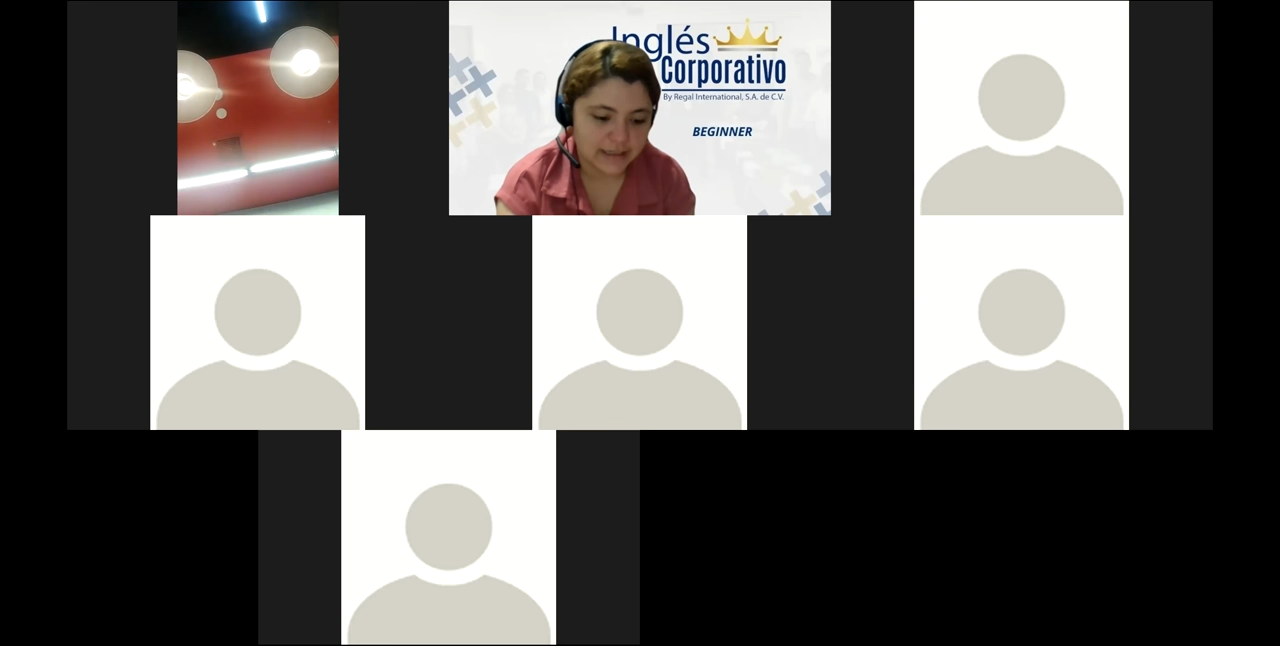 Inglés
Corporativo
By Regal International, S.A. de C.V.
BEGINNER